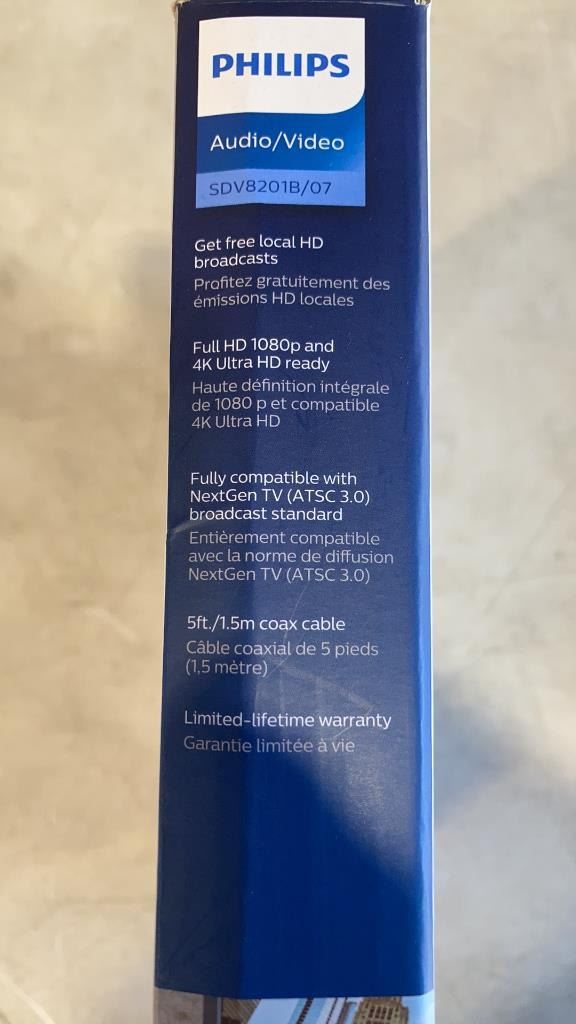 PHILIPS
Audio/Video
SDV8201B/07
Get free local HD
broadcasts
Profitez gratuitement des
émissions HD locales
Full HD 1080p and
4K Ultra HD ready
Haute définition intégrale
de 1080 p et compatible
4K Ultra HD
Fully compatible with
NextGen TV (ATSC 3.0)
broadcast standard
Entièrement compatible
avec la norme de diffusion
NextGen TV (ATSC 3.0)
5ft./1.5m coax cable
Câble coaxial de 5 pieds
(1,5 mètre)
Limited-lifetime warranty
Garantie limitée à vie